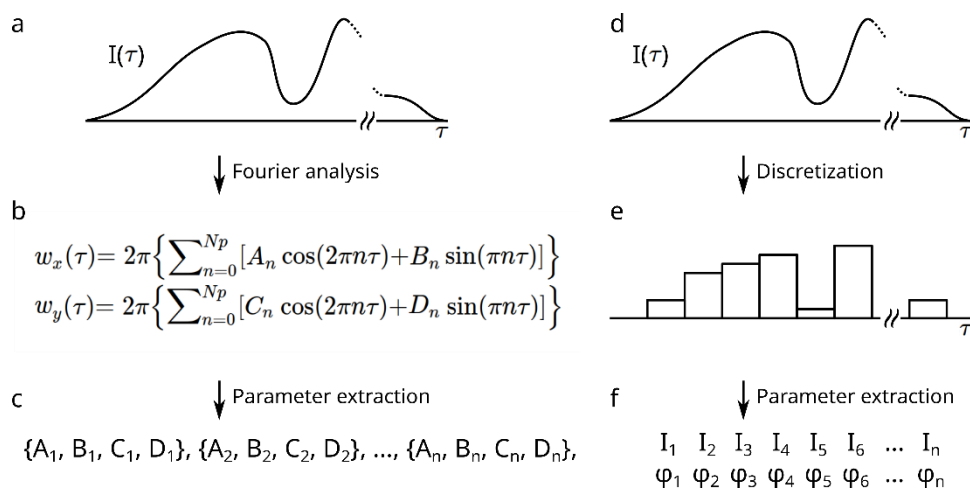 a
I(τ)
τ
Fourier analysis
b
w_x(τ)= 2π{∑_{n=0}^{Np} [A_n cos(2πnτ)+B_n sin(πnτ)]}
w_y(τ)= 2π{∑_{n=0}^{Np} [C_n cos(2πnτ)+D_n sin(πnτ)]}
Parameter extraction
c
{A₁, B₁, C₁, D₁}, {A₂, B₂, C₂, D₂}, ..., {Aₙ, Bₙ, Cₙ, Dₙ},
d
I(τ)
τ
Discretization
e
τ
Parameter extraction
f
I₁ I₂ I₃ I₄ I₅ I₆ ... Iₙ
φ₁ φ₂ φ₃ φ₄ φ₅ φ₆ ... φₙ